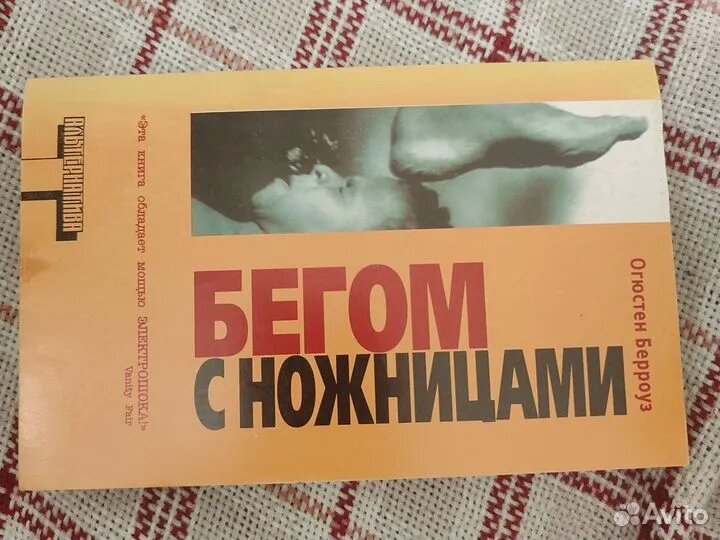 Огюстен Берроуз
БЕГОМ
С НОЖНИЦАМИ
«Эта книга обладает мощью ЭЛЕКТРОШОКА!»
Vanity Fair
АЛЬТЕРНАТИВА
Avito